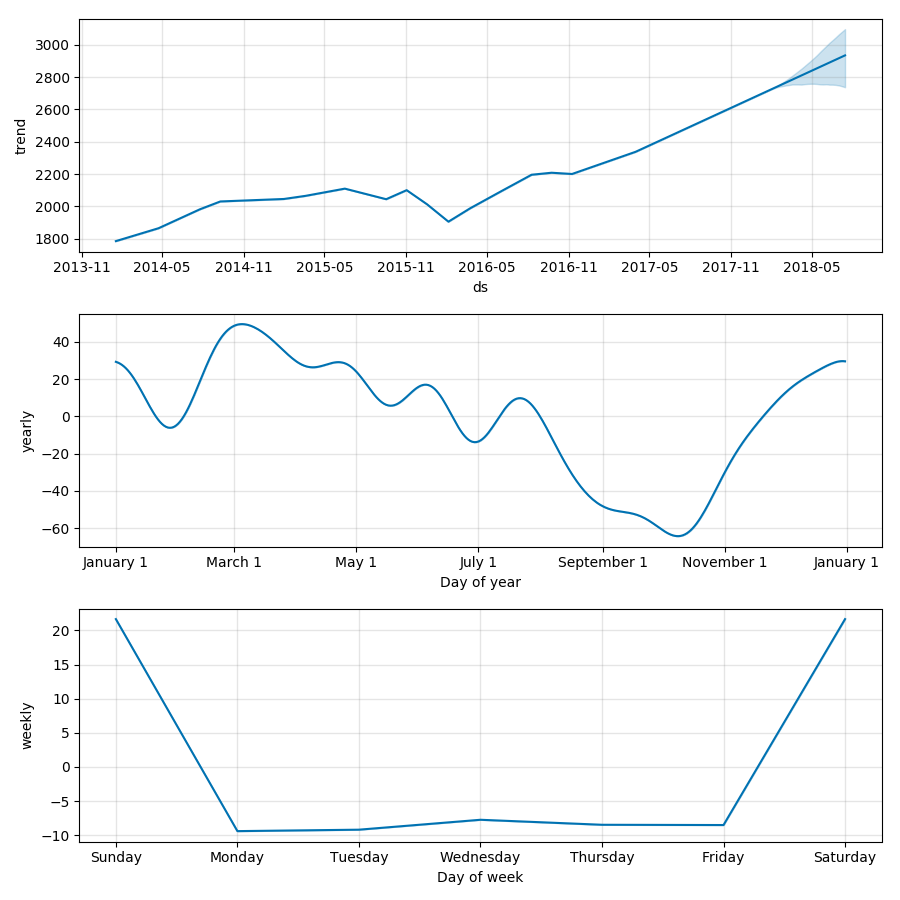 3000
2800
2600
2400
2200
2000
1800
trend
2013-11 2014-05 2014-11 2015-05 2015-11 2016-05 2016-11 2017-05 2017-11 2018-05
ds
40
20
0
−20
−40
−60
yearly
January 1 March 1 May 1 July 1 September 1 November 1 January 1
Day of year
20
15
10
5
0
−5
−10
weekly
Sunday Monday Tuesday Wednesday Thursday Friday Saturday
Day of week